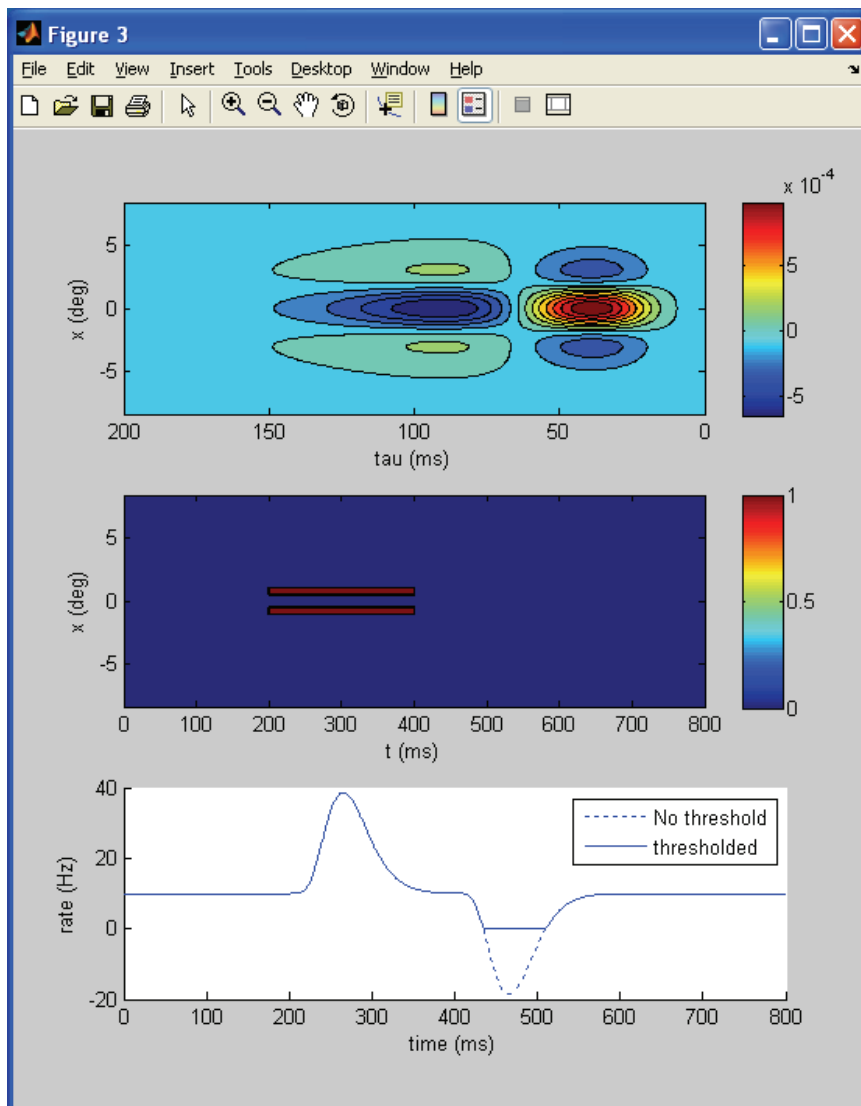 Figure 3
File Edit View Insert Tools Desktop Window Help
x 10^-4
x (deg)
5
0
-5
5
0
-5
200 150 100 50 0
tau (ms)
x (deg)
5
0
-5
1
0.5
0
0 100 200 300 400 500 600 700 800
t (ms)
rate (Hz)
40
20
0
-20
No threshold
thresholded
0 100 200 300 400 500 600 700 800
time (ms)